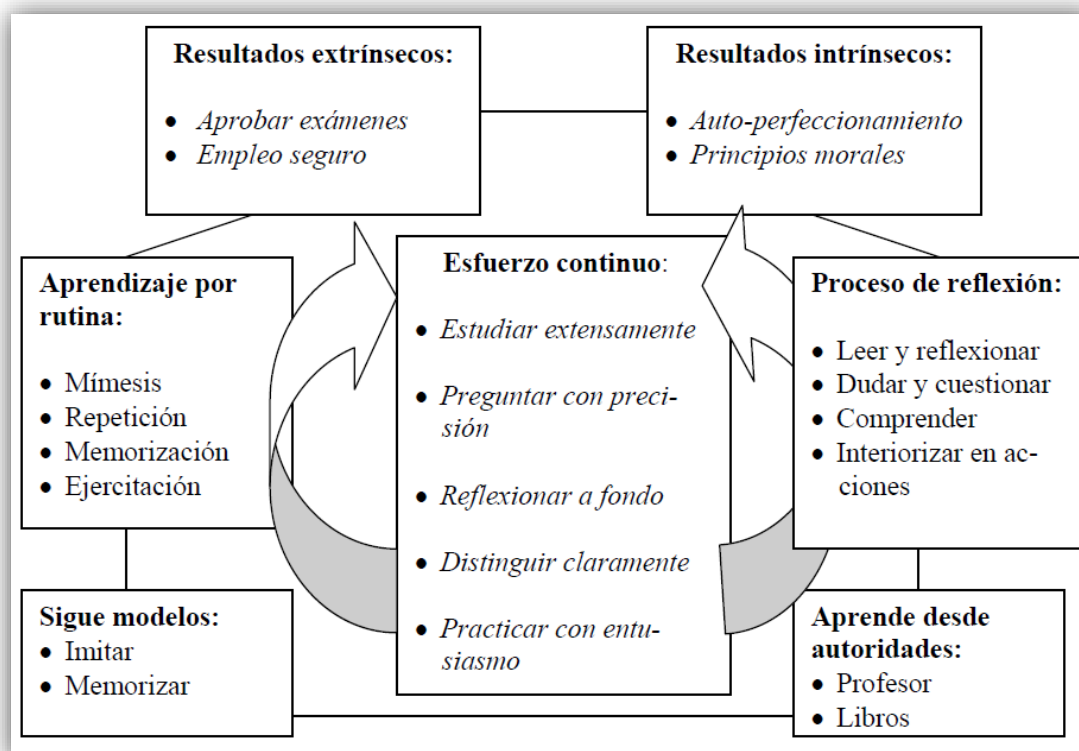 Resultados extrínsecos:
• Aprobar exámenes
• Empleo seguro
Resultados intrínsecos:
• Auto-perfeccionamiento
• Principios morales
Aprendizaje por
rutina:
• Mímesis
• Repetición
• Memorización
• Ejercitación
Esfuerzo continuo:
• Estudiar extensamente
• Preguntar con preci-
sión
• Reflexionar a fondo
• Distinguir claramente
• Practicar con entu-
siasmo
Proceso de reflexión:
• Leer y reflexionar
• Dudar y cuestionar
• Comprender
• Interiorizar en ac-
ciones
Sigue modelos:
• Imitar
• Memorizar
Aprende desde
autoridades:
• Profesor
• Libros